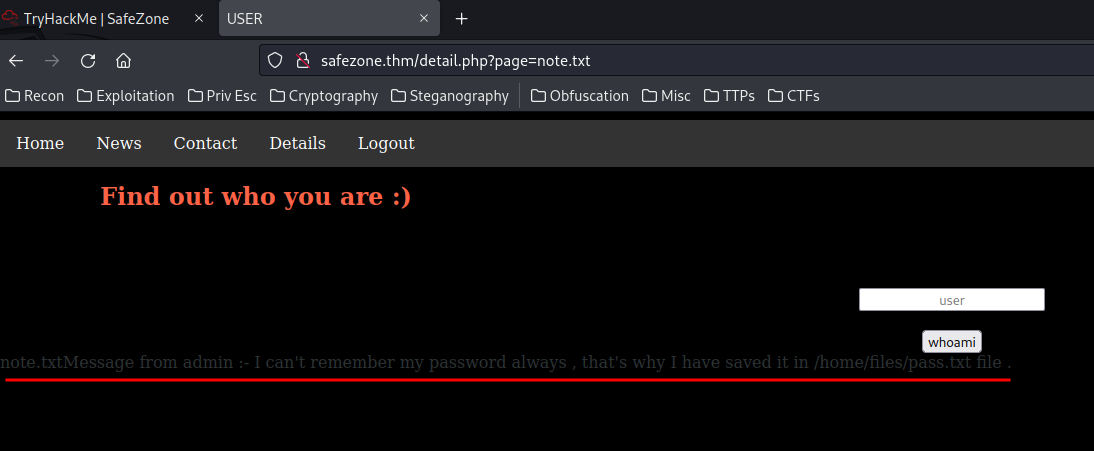 TryHackMe | SafeZone
USER
safezone.thm/detail.php?page=note.txt
Recon Exploitation Priv Esc Cryptography Steganography Obfuscation Misc TTPs CTFs
Home News Contact Details Logout
Find out who you are :)
user
whoami
note.txtMessage from admin :- I can't remember my password always , that's why I have saved it in /home/files/pass.txt file .